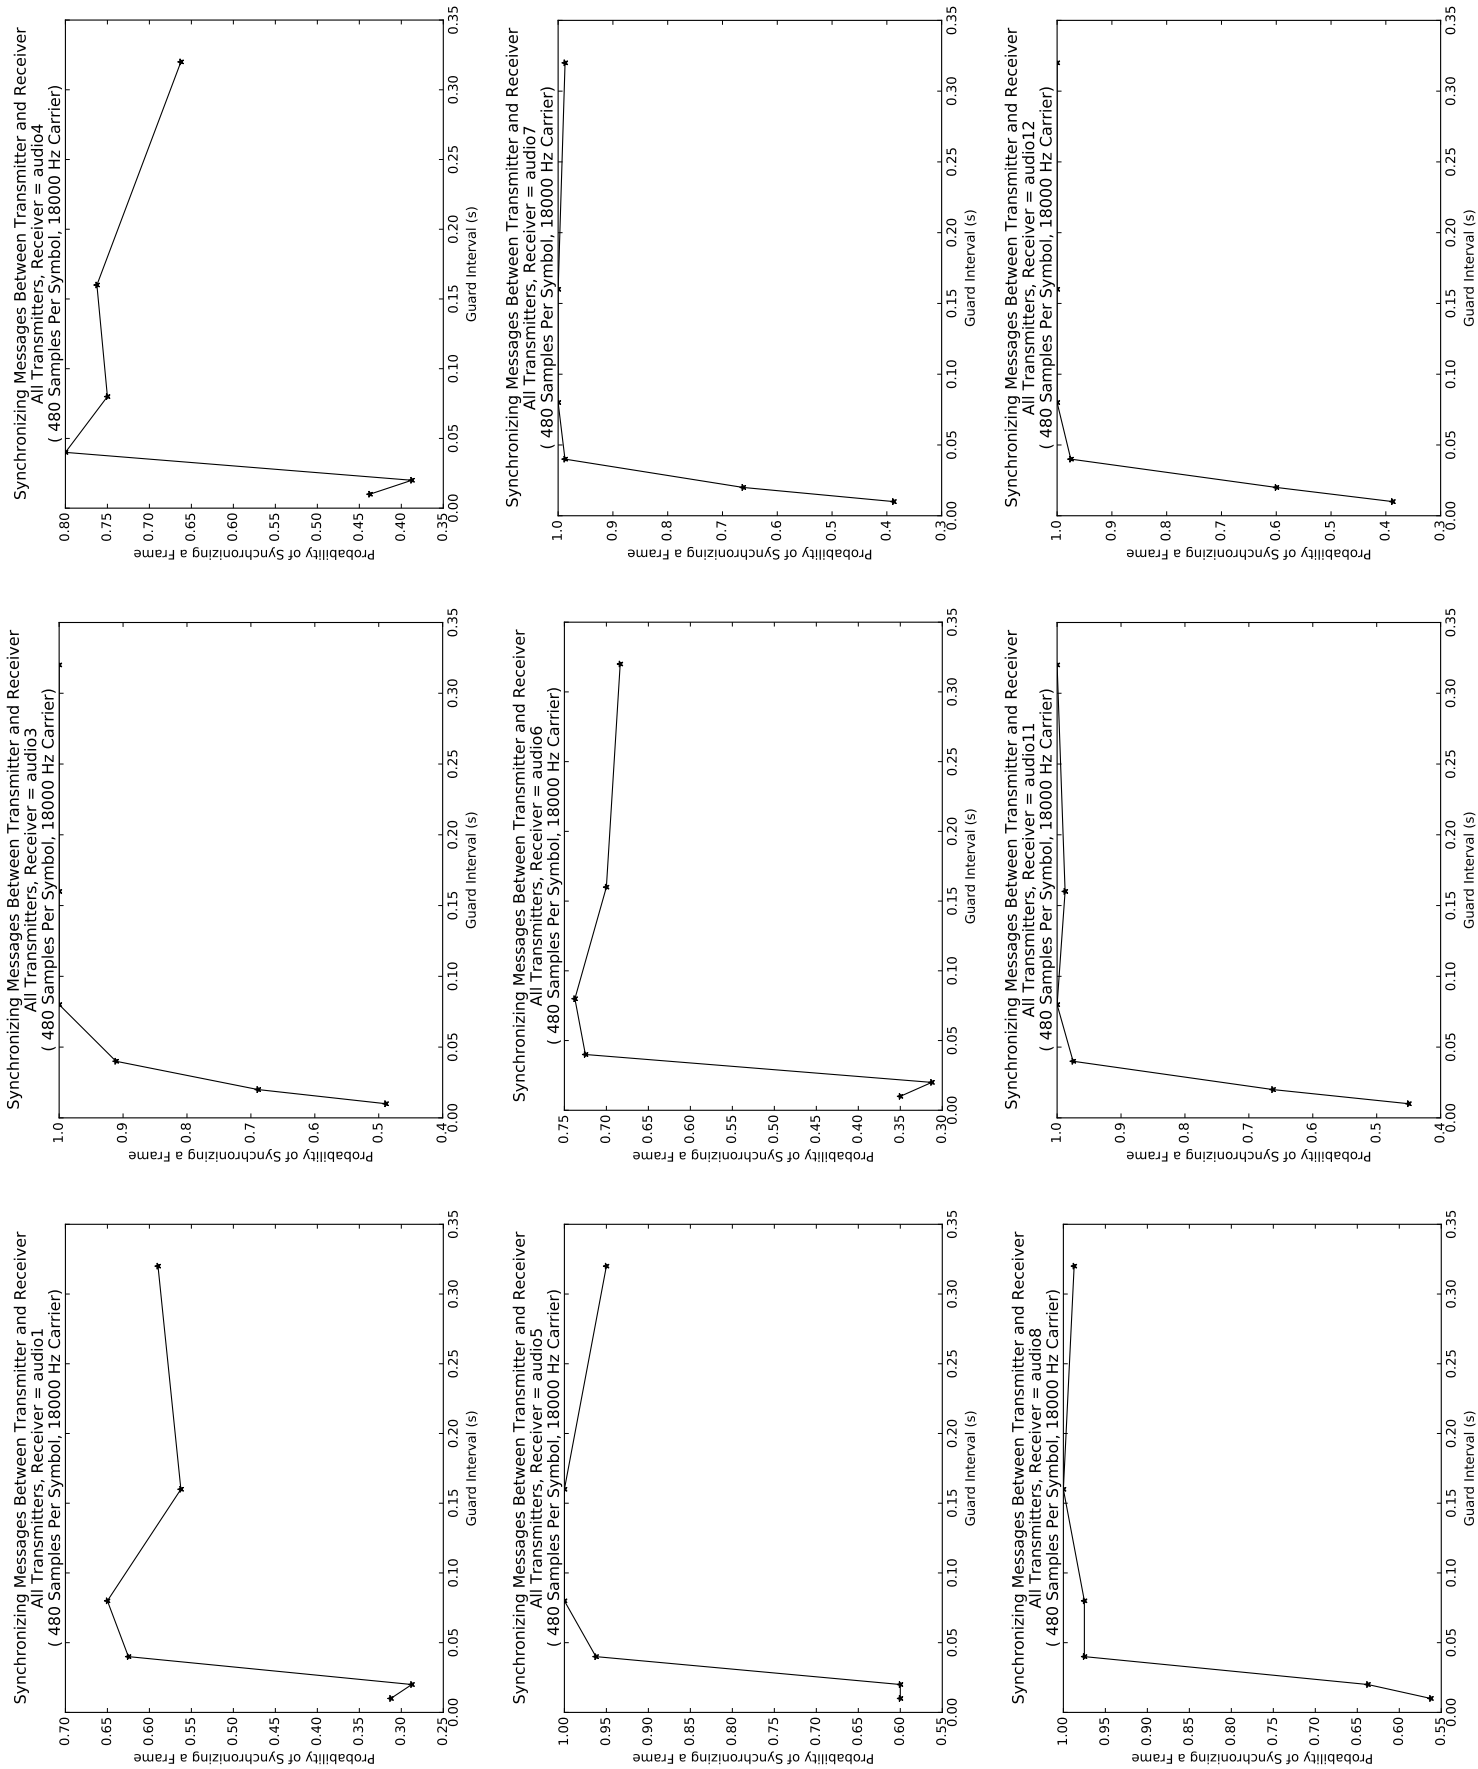 Synchronizing Messages Between Transmitter and Receiver
All Transmitters, Receiver = audio1
( 480 Samples Per Symbol, 18000 Hz Carrier)
0.70
0.65
0.60
0.55
0.50
0.45
0.40
0.35
0.30
0.25
Probability of Synchronizing a Frame
0.00 0.05 0.10 0.15 0.20 0.25 0.30 0.35
Guard Interval (s)
Synchronizing Messages Between Transmitter and Receiver
All Transmitters, Receiver = audio3
( 480 Samples Per Symbol, 18000 Hz Carrier)
1.0
0.9
0.8
0.7
0.6
0.5
0.4
Probability of Synchronizing a Frame
0.00 0.05 0.10 0.15 0.20 0.25 0.30 0.35
Guard Interval (s)
Synchronizing Messages Between Transmitter and Receiver
All Transmitters, Receiver = audio4
( 480 Samples Per Symbol, 18000 Hz Carrier)
0.80
0.75
0.70
0.65
0.60
0.55
0.50
0.45
0.40
0.35
Probability of Synchronizing a Frame
0.00 0.05 0.10 0.15 0.20 0.25 0.30 0.35
Guard Interval (s)
Synchronizing Messages Between Transmitter and Receiver
All Transmitters, Receiver = audio5
( 480 Samples Per Symbol, 18000 Hz Carrier)
1.00
0.95
0.90
0.85
0.80
0.75
0.70
0.65
0.60
0.55
Probability of Synchronizing a Frame
0.00 0.05 0.10 0.15 0.20 0.25 0.30 0.35
Guard Interval (s)
Synchronizing Messages Between Transmitter and Receiver
All Transmitters, Receiver = audio6
( 480 Samples Per Symbol, 18000 Hz Carrier)
0.75
0.70
0.65
0.60
0.55
0.50
0.45
0.40
0.35
0.30
Probability of Synchronizing a Frame
0.00 0.05 0.10 0.15 0.20 0.25 0.30 0.35
Guard Interval (s)
Synchronizing Messages Between Transmitter and Receiver
All Transmitters, Receiver = audio7
( 480 Samples Per Symbol, 18000 Hz Carrier)
1.0
0.9
0.8
0.7
0.6
0.5
0.4
0.3
Probability of Synchronizing a Frame
0.00 0.05 0.10 0.15 0.20 0.25 0.30 0.35
Guard Interval (s)
Synchronizing Messages Between Transmitter and Receiver
All Transmitters, Receiver = audio8
( 480 Samples Per Symbol, 18000 Hz Carrier)
1.00
0.95
0.90
0.85
0.80
0.75
0.70
0.65
0.60
0.55
Probability of Synchronizing a Frame
0.00 0.05 0.10 0.15 0.20 0.25 0.30 0.35
Guard Interval (s)
Synchronizing Messages Between Transmitter and Receiver
All Transmitters, Receiver = audio11
( 480 Samples Per Symbol, 18000 Hz Carrier)
1.0
0.9
0.8
0.7
0.6
0.5
0.4
Probability of Synchronizing a Frame
0.00 0.05 0.10 0.15 0.20 0.25 0.30 0.35
Guard Interval (s)
Synchronizing Messages Between Transmitter and Receiver
All Transmitters, Receiver = audio12
( 480 Samples Per Symbol, 18000 Hz Carrier)
1.0
0.9
0.8
0.7
0.6
0.5
0.4
0.3
Probability of Synchronizing a Frame
0.00 0.05 0.10 0.15 0.20 0.25 0.30 0.35
Guard Interval (s)